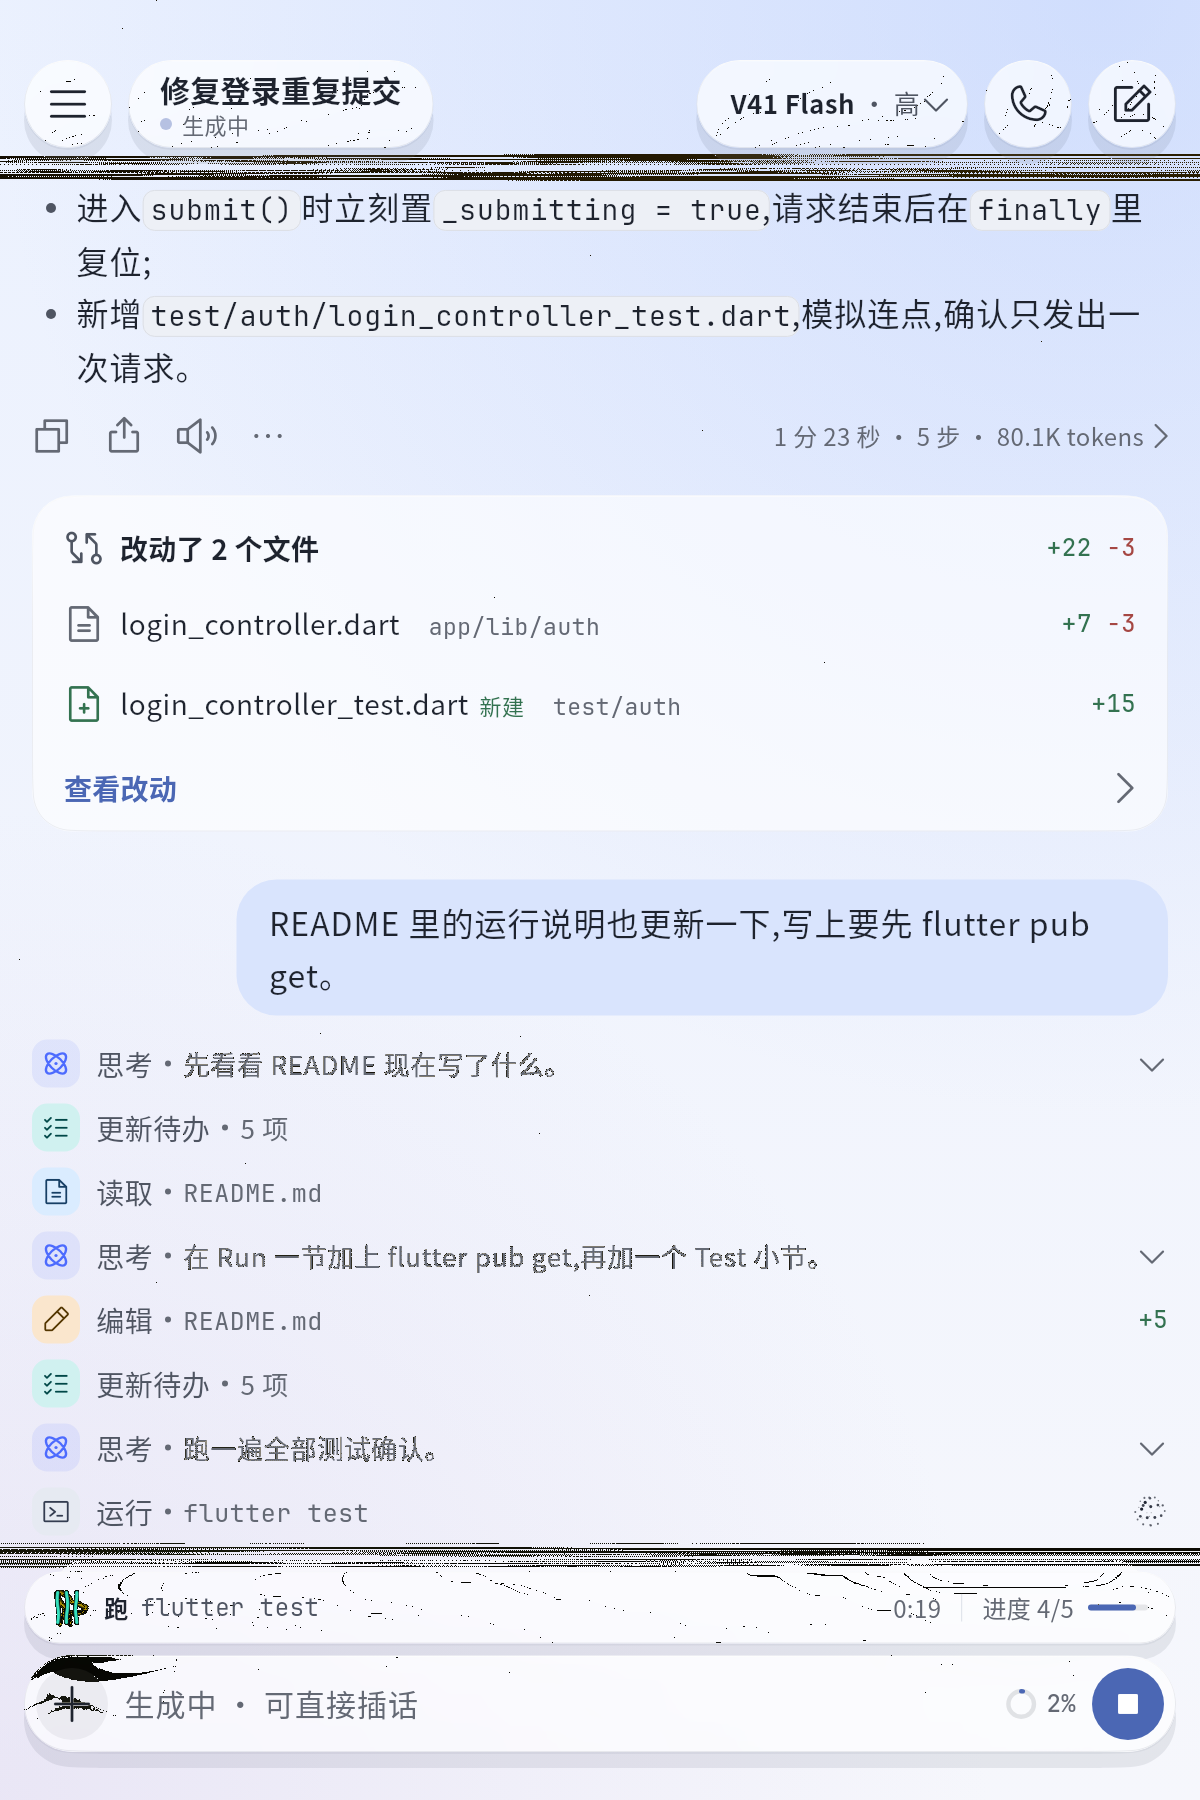 修复登录重复提交
生成中
V41 Flash · 高
进入 submit() 时立刻置 _submitting = true,请求结束后在 finally 里
复位;
新增 test/auth/login_controller_test.dart,模拟连点,确认只发出一
次请求。
1 分 23 秒 · 5 步 · 80.1K tokens
改动了 2 个文件 +22 -3
login_controller.dart app/lib/auth +7 -3
login_controller_test.dart 新建 test/auth +15
查看改动
README 里的运行说明也更新一下,写上要先 flutter pub
get。
思考 · 先看看 README 现在写了什么。
更新待办 · 5 项
读取 · README.md
思考 · 在 Run 一节加上 flutter pub get,再加一个 Test 小节。
编辑 · README.md +5
更新待办 · 5 项
思考 · 跑一遍全部测试确认。
运行 · flutter test
跑 flutter test 0:19 进度 4/5
生成中 · 可直接插话 2%